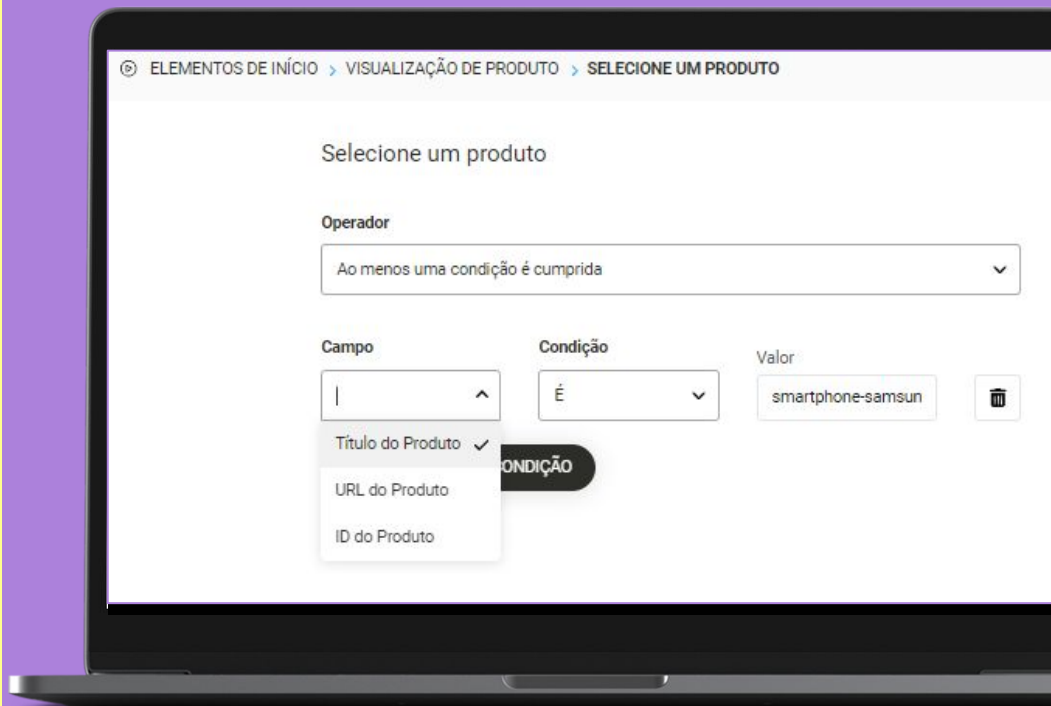 ELEMENTOS DE INÍCIO > VISUALIZAÇÃO DE PRODUTO > SELECIONE UM PRODUTO
Selecione um produto
Operador
Ao menos uma condição é cumprida
Campo
Condição
Valor
É
smartphone-samsun
Título do Produto
URL do Produto
ID do Produto
CONDIÇÃO